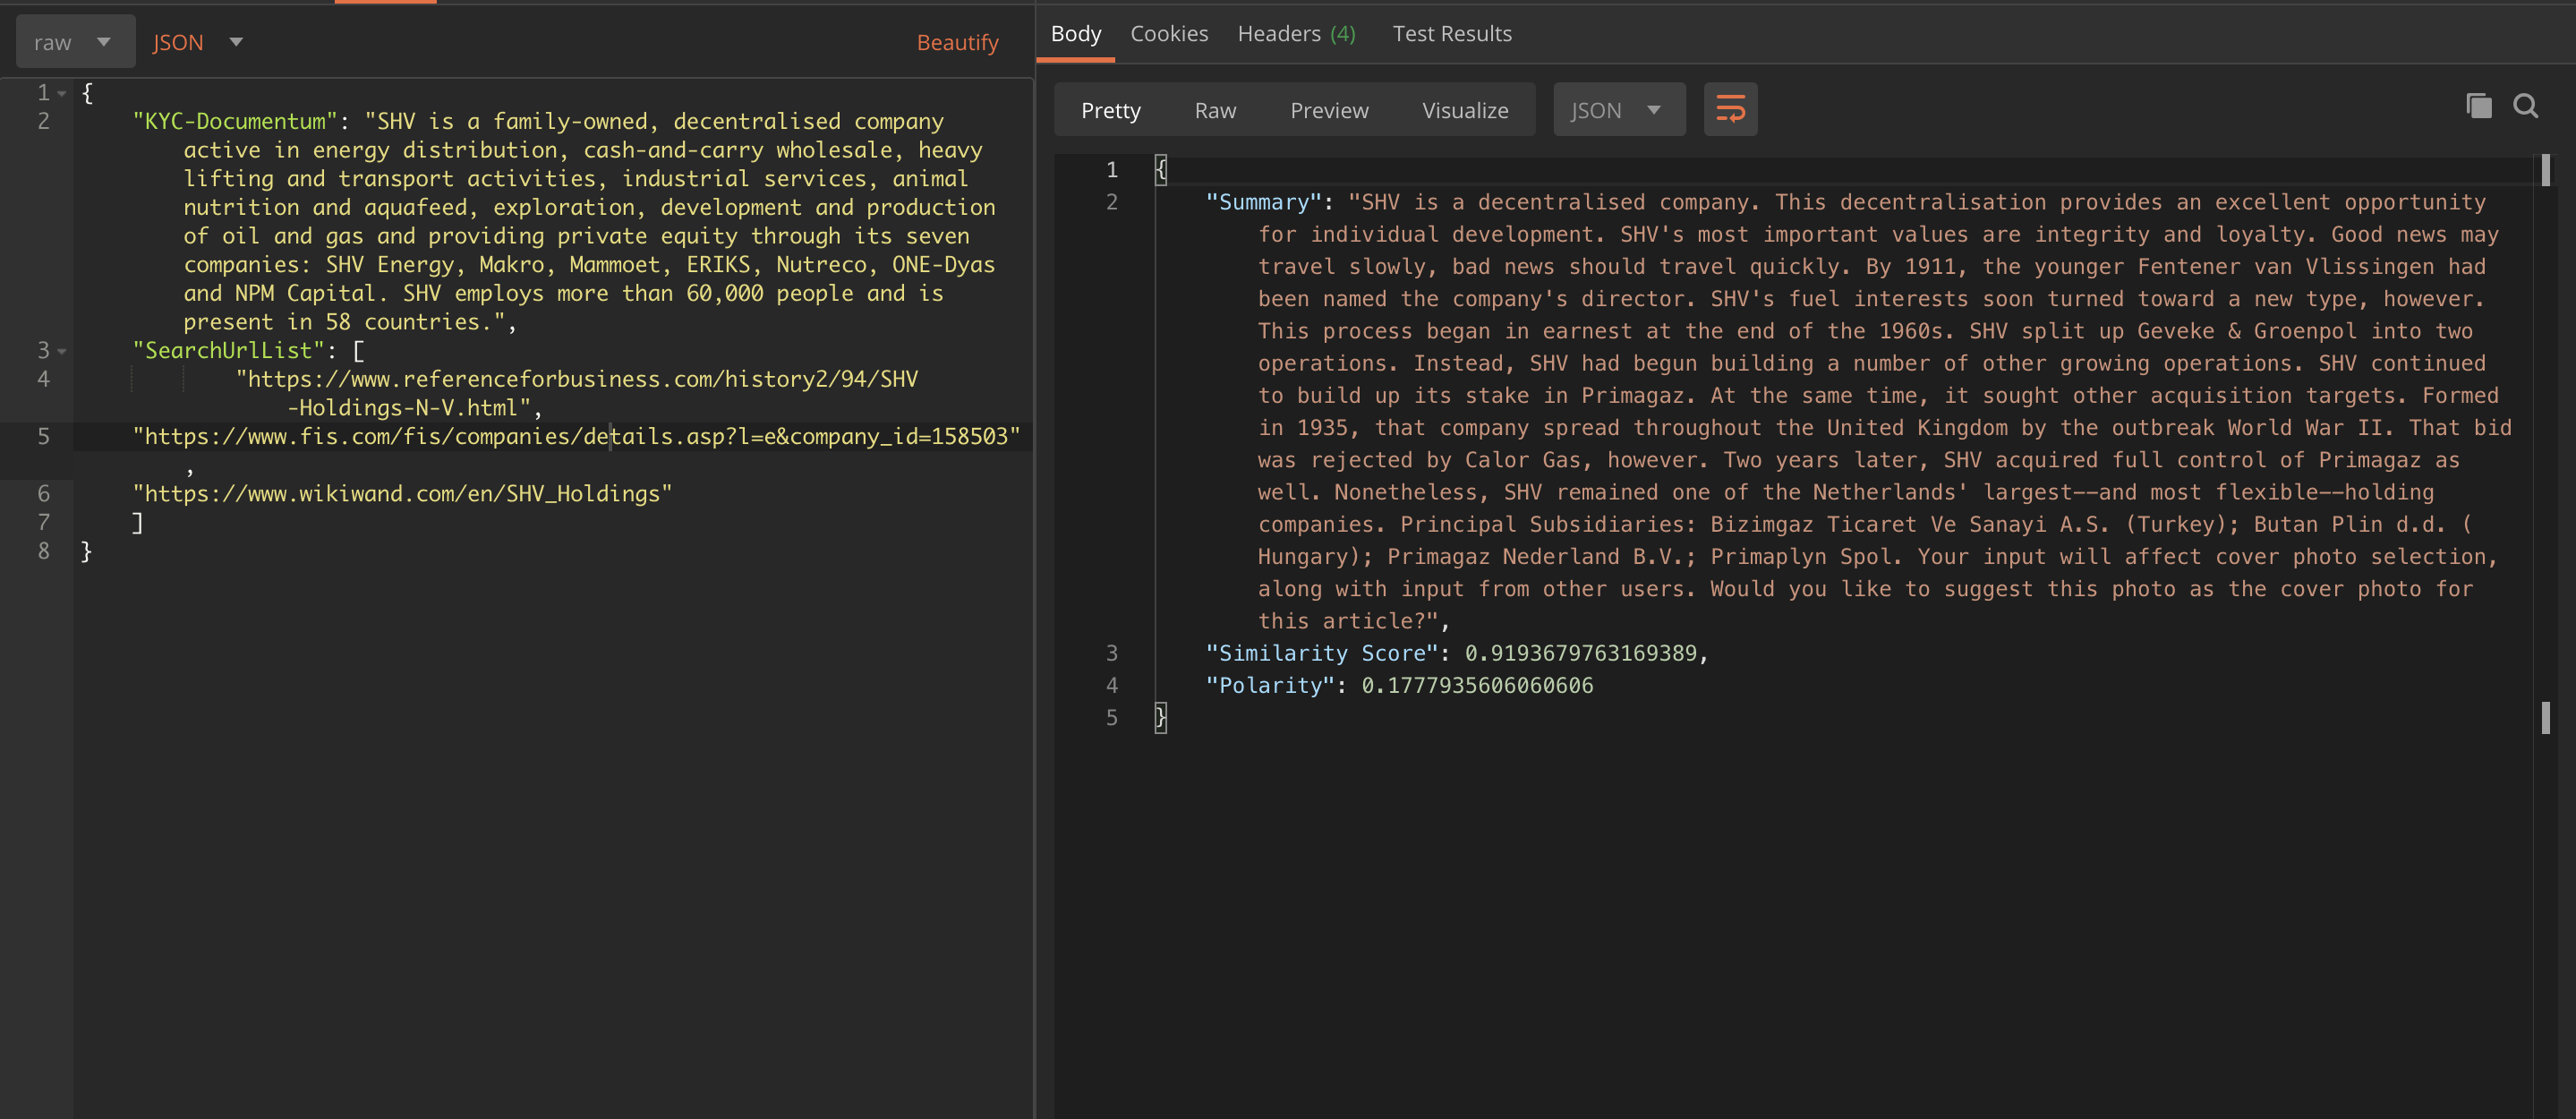 raw JSON Beautify
1 {
2 "KYC-Documentum": "SHV is a family-owned, decentralised company
active in energy distribution, cash-and-carry wholesale, heavy
lifting and transport activities, industrial services, animal
nutrition and aquafeed, exploration, development and production
of oil and gas and providing private equity through its seven
companies: SHV Energy, Makro, Mammoet, ERIKS, Nutreco, ONE-Dyas
and NPM Capital. SHV employs more than 60,000 people and is
present in 58 countries.",
3 "SearchUrlList": [
4 "https://www.referenceforbusiness.com/history2/94/SHV
-Holdings-N-V.html",
5 "https://www.fis.com/fis/companies/details.asp?l=e&company_id=158503"
,
6 "https://www.wikiwand.com/en/SHV_Holdings"
7 ]
8 }
Body Cookies Headers (4) Test Results
Pretty Raw Preview Visualize JSON
1 {
2 "Summary": "SHV is a decentralised company. This decentralisation provides an excellent opportunity
for individual development. SHV's most important values are integrity and loyalty. Good news may
travel slowly, bad news should travel quickly. By 1911, the younger Fentener van Vlissingen had
been named the company's director. SHV's fuel interests soon turned toward a new type, however.
This process began in earnest at the end of the 1960s. SHV split up Geveke & Groenpol into two
operations. Instead, SHV had begun building a number of other growing operations. SHV continued
to build up its stake in Primagaz. At the same time, it sought other acquisition targets. Formed
in 1935, that company spread throughout the United Kingdom by the outbreak World War II. That bid
was rejected by Calor Gas, however. Two years later, SHV acquired full control of Primagaz as
well. Nonetheless, SHV remained one of the Netherlands' largest--and most flexible--holding
companies. Principal Subsidiaries: Bizimgaz Ticaret Ve Sanayi A.S. (Turkey); Butan Plin d.d. (
Hungary); Primagaz Nederland B.V.; Primaplyn Spol. Your input will affect cover photo selection,
along with input from other users. Would you like to suggest this photo as the cover photo for
this article?",
3 "Similarity Score": 0.9193679763169389,
4 "Polarity": 0.1777935606060606
5 }